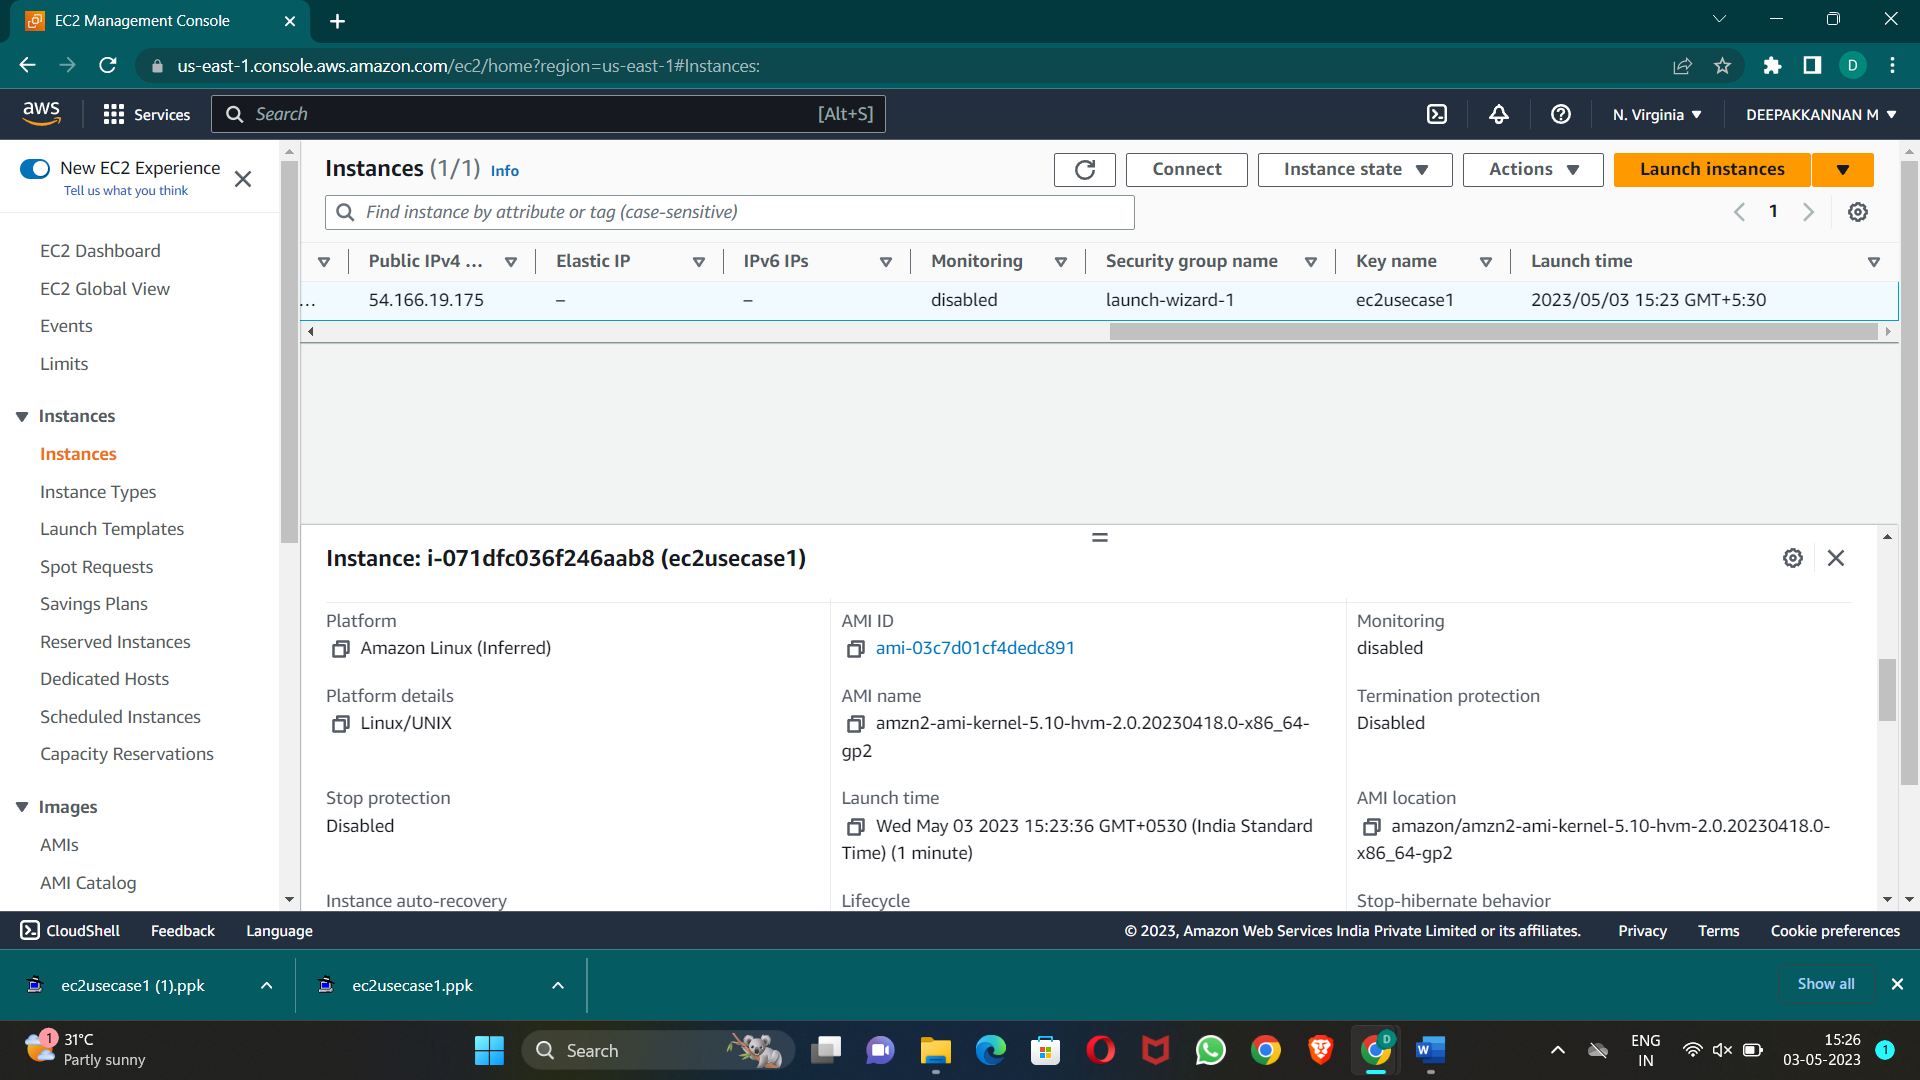 EC2 Management Console
us-east-1.console.aws.amazon.com/ec2/home?region=us-east-1#Instances:
D
aws
Services
Search
[Alt+S]
N. Virginia
DEEPAKKANNAN M
New EC2 Experience
Tell us what you think
EC2 Dashboard
EC2 Global View
Events
Limits
Instances
Instances
Instance Types
Launch Templates
Spot Requests
Savings Plans
Reserved Instances
Dedicated Hosts
Scheduled Instances
Capacity Reservations
Images
AMIs
AMI Catalog
Instances (1/1) Info
Connect
Instance state
Actions
Launch instances
Find instance by attribute or tag (case-sensitive)
1
Public IPv4 ... Elastic IP IPv6 IPs Monitoring Security group name Key name Launch time
... 54.166.19.175 – – disabled launch-wizard-1 ec2usecase1 2023/05/03 15:23 GMT+5:30
Instance: i-071dfc036f246aab8 (ec2usecase1)
Platform
Amazon Linux (Inferred)
AMI ID
ami-03c7d01cf4dedc891
Monitoring
disabled
Platform details
Linux/UNIX
AMI name
amzn2-ami-kernel-5.10-hvm-2.0.20230418.0-x86_64-
gp2
Termination protection
Disabled
Stop protection
Disabled
Launch time
Wed May 03 2023 15:23:36 GMT+0530 (India Standard
Time) (1 minute)
AMI location
amazon/amzn2-ami-kernel-5.10-hvm-2.0.20230418.0-
x86_64-gp2
Instance auto-recovery
Lifecycle
Stop-hibernate behavior
CloudShell
Feedback
Language
© 2023, Amazon Web Services India Private Limited or its affiliates.
Privacy
Terms
Cookie preferences
ec2usecase1 (1).ppk
ec2usecase1.ppk
Show all
1
31°C
Partly sunny
Search
D
W
ENG
IN
15:26
03-05-2023
1